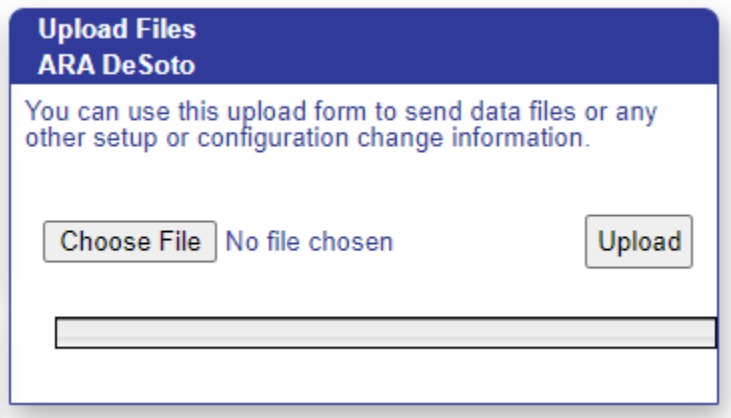 Upload Files
ARA DeSoto
You can use this upload form to send data files or any
other setup or configuration change information.
Choose File No file chosen Upload